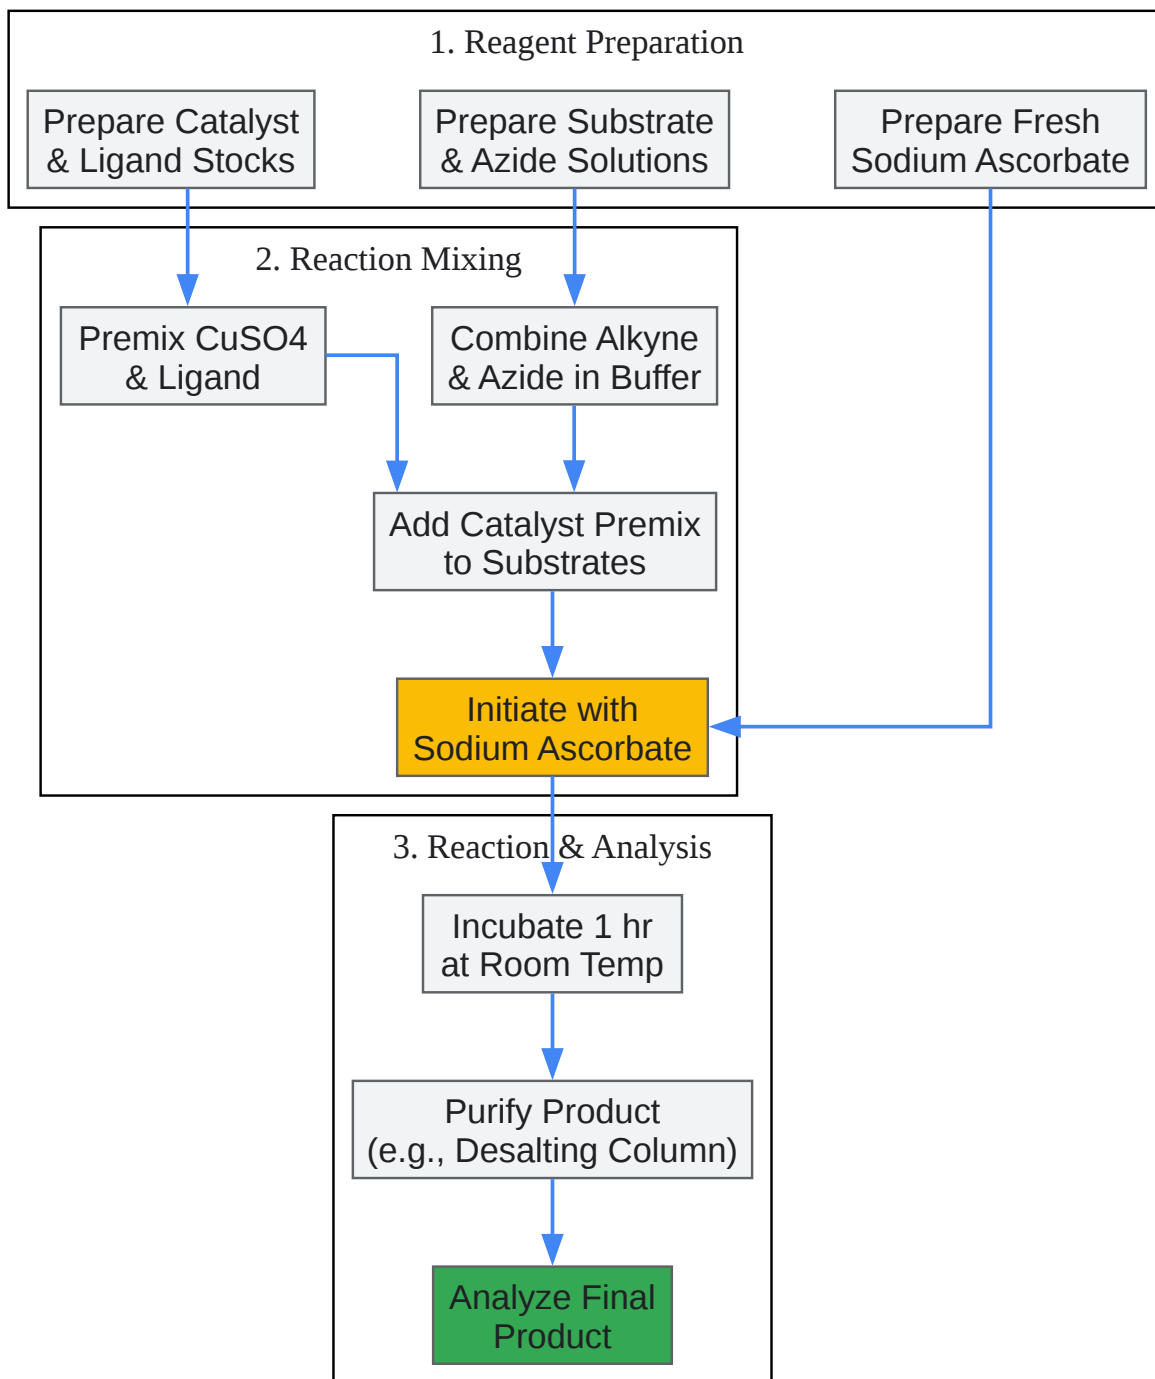 1. Reagent Preparation
Prepare Catalyst
& Ligand Stocks
Prepare Substrate
& Azide Solutions
Prepare Fresh
Sodium Ascorbate
2. Reaction Mixing
Premix CuSO4
& Ligand
Combine Alkyne
& Azide in Buffer
Add Catalyst Premix
to Substrates
Initiate with
Sodium Ascorbate
3. Reaction & Analysis
Incubate 1 hr
at Room Temp
Purify Product
(e.g., Desalting Column)
Analyze Final
Product